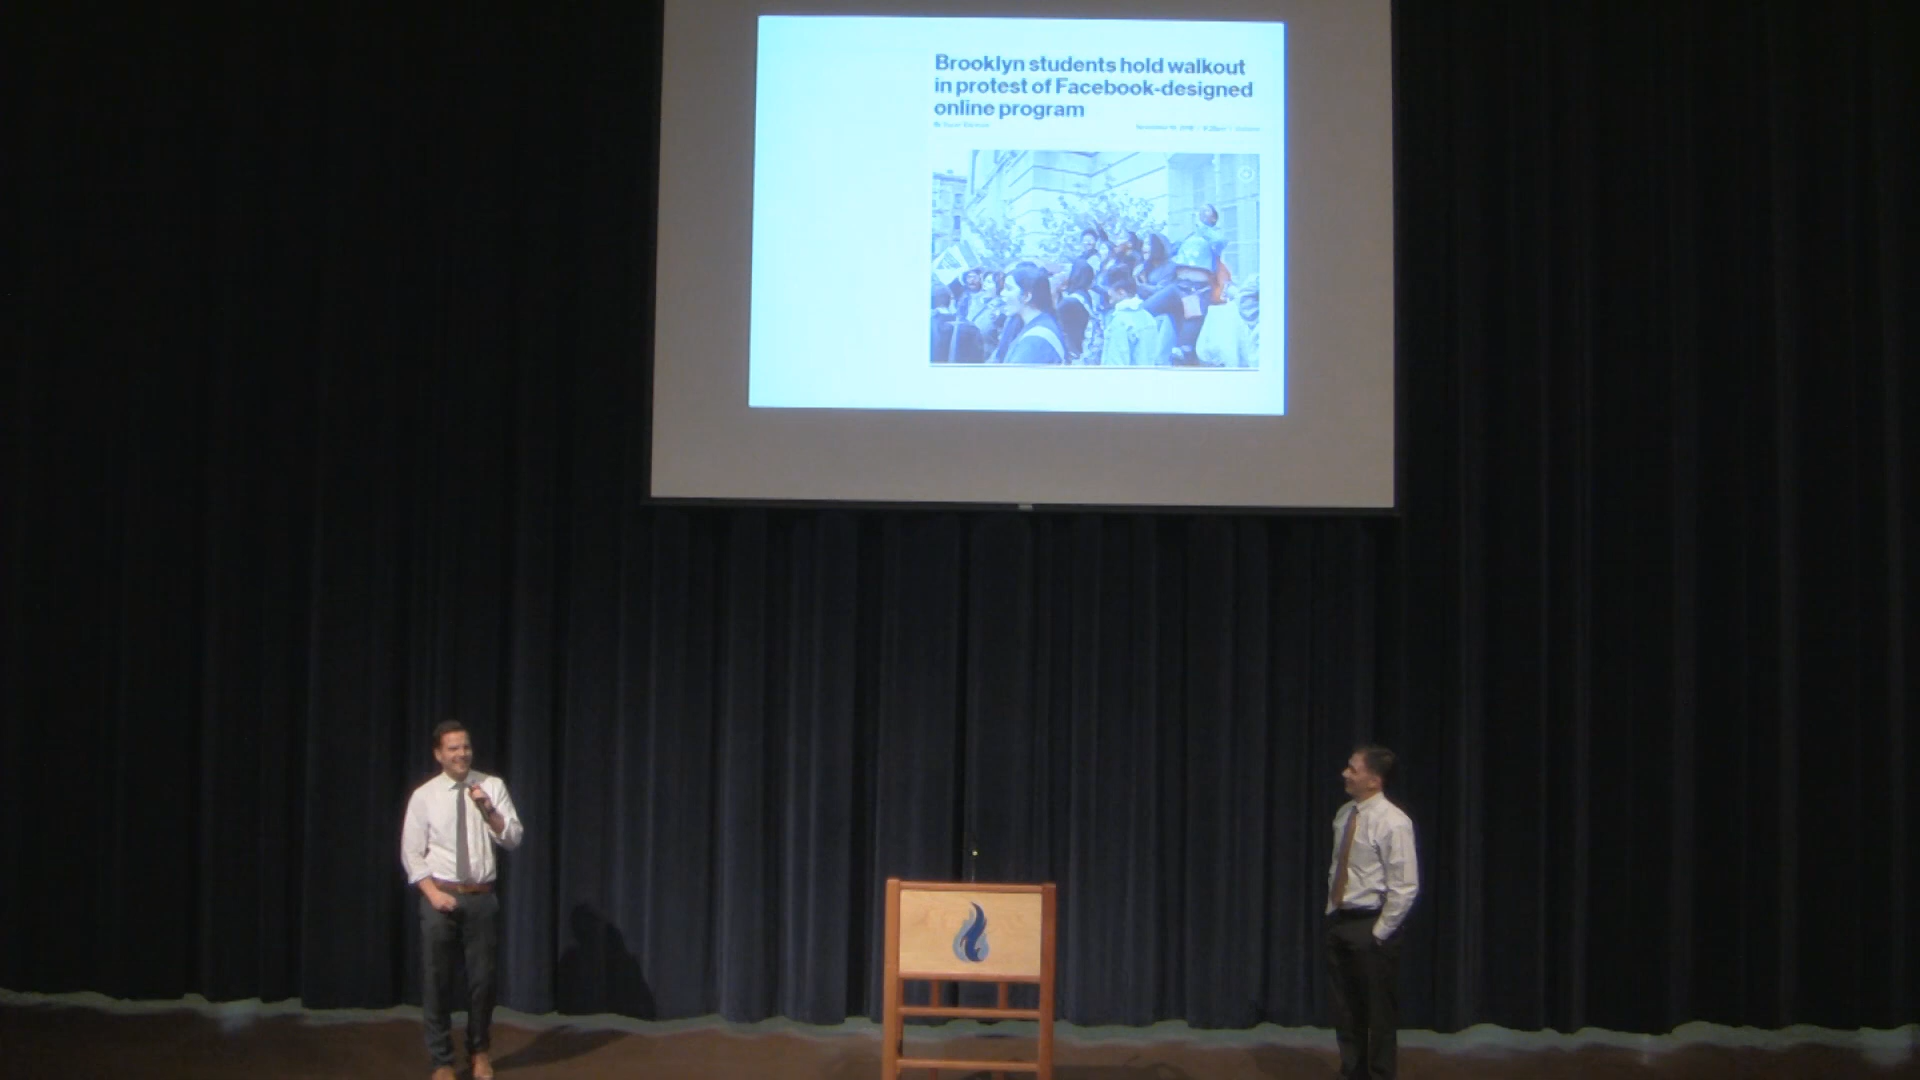 Brooklyn students hold walkout
in protest of Facebook-designed
online program